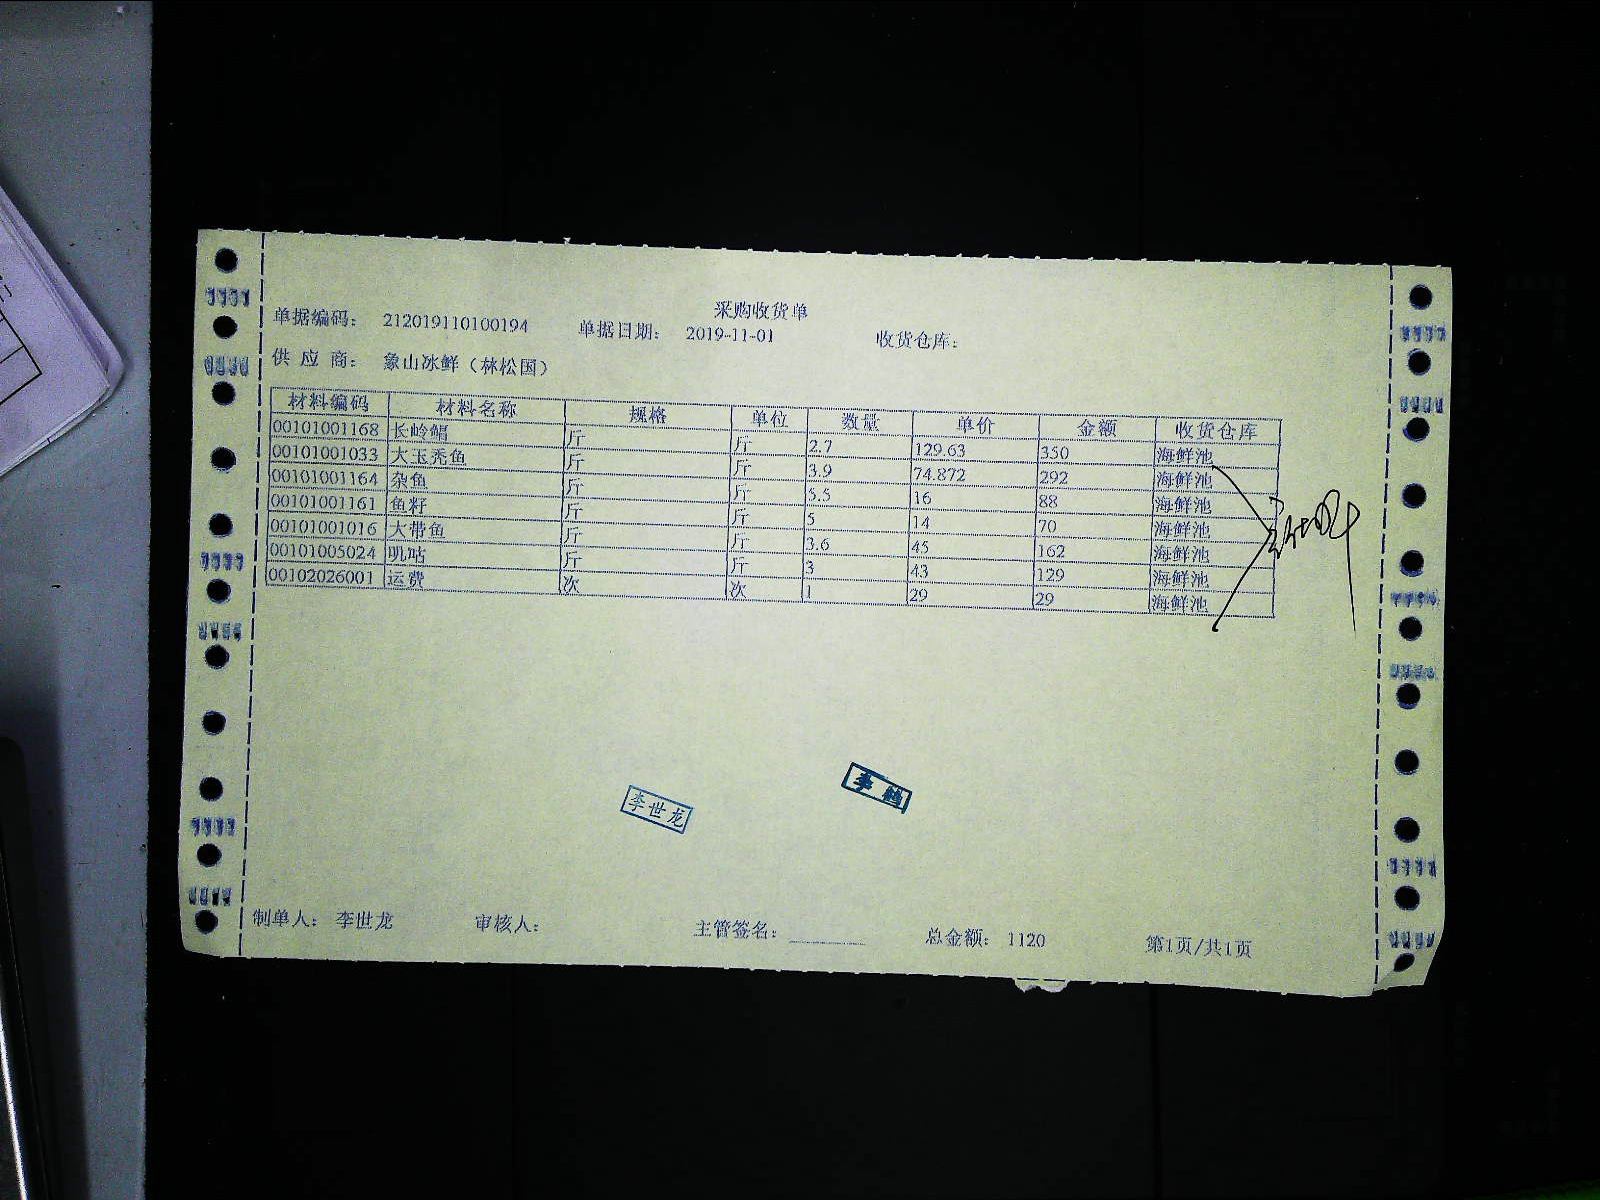 采购收货单
单据编码: 212019110100194 单据日期: 2019-11-01 收货仓库:
供应商: 象山冰鲜（林松国）
材料编码 材料名称 规格 单位 数量 单价 金额 收货仓库
00101001168 长岭鲳 斤 斤 2.7 129.63 350 海鲜池
00101001033 大玉秃鱼 斤 斤 3.9 74.872 292 海鲜池
00101001164 杂鱼 斤 斤 5.5 16 88 海鲜池
00101001161 鱼籽 斤 斤 5 14 70 海鲜池
00101001016 大带鱼 斤 斤 3.6 45 162 海鲜池
00101005024 叽咕 斤 斤 3 43 129 海鲜池
00102026001 运费 次 次 1 29 29 海鲜池
李鹤
李世龙
制单人: 李世龙 审核人: 主管签名: 总金额: 1120 第1页/共1页